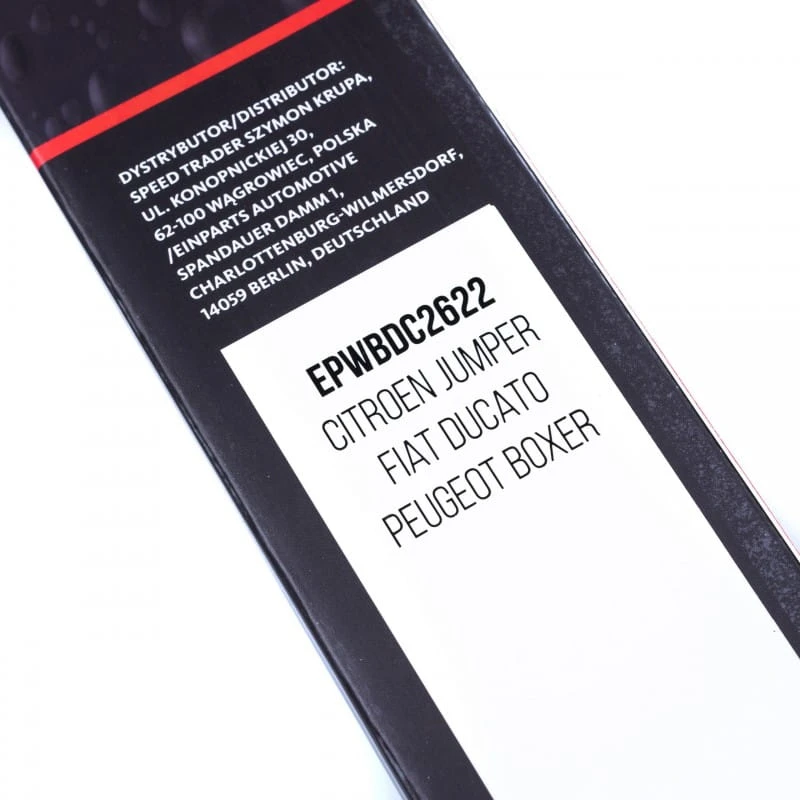 DYSTRYBUTOR/DISTRIBUTOR:
SPEED TRADER SZYMON KRUPA,
UL. KONOPNICKIEJ 30,
62-100 WĄGROWIEC, POLSKA
/EINPARTS AUTOMOTIVE
SPANDAUER DAMM 1,
CHARLOTTENBURG-WILMERSDORF,
14059 BERLIN, DEUTSCHLAND
EPWBDC2622
CITROEN JUMPER
FIAT DUCATO
PEUGEOT BOXER